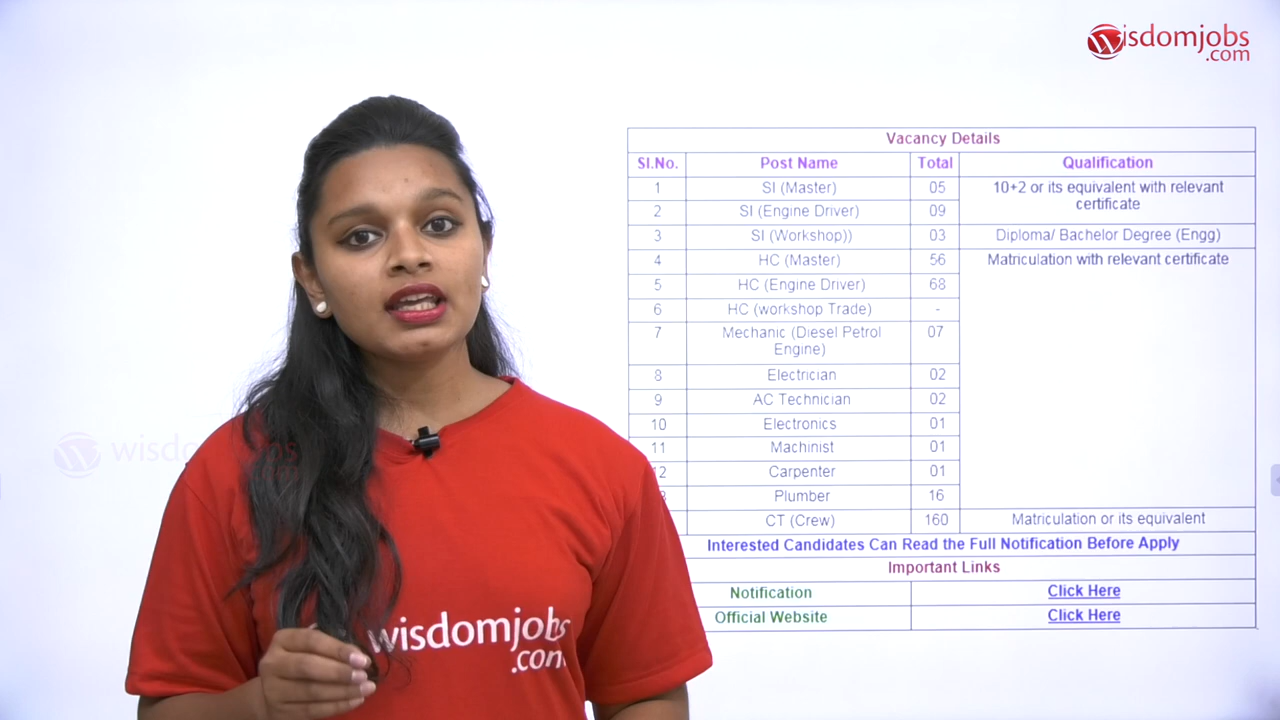 wisdomjobs
.com
Vacancy Details
Sl.No. Post Name Total Qualification
1 SI (Master) 05 10+2 or its equivalent with relevant
certificate
2 SI (Engine Driver) 09
3 SI (Workshop)) 03 Diploma/ Bachelor Degree (Engg)
4 HC (Master) 56 Matriculation with relevant certificate
5 HC (Engine Driver) 68
6 HC (workshop Trade) -
7 Mechanic (Diesel Petrol
Engine) 07
8 Electrician 02
9 AC Technician 02
10 Electronics 01
11 Machinist 01
2 Carpenter 01
Plumber 16
CT (Crew) 160 Matriculation or its equivalent
Interested Candidates Can Read the Full Notification Before Apply
Important Links
Notification Click Here
Official Website Click Here
wisdomjobs
wisdomjobs
.com